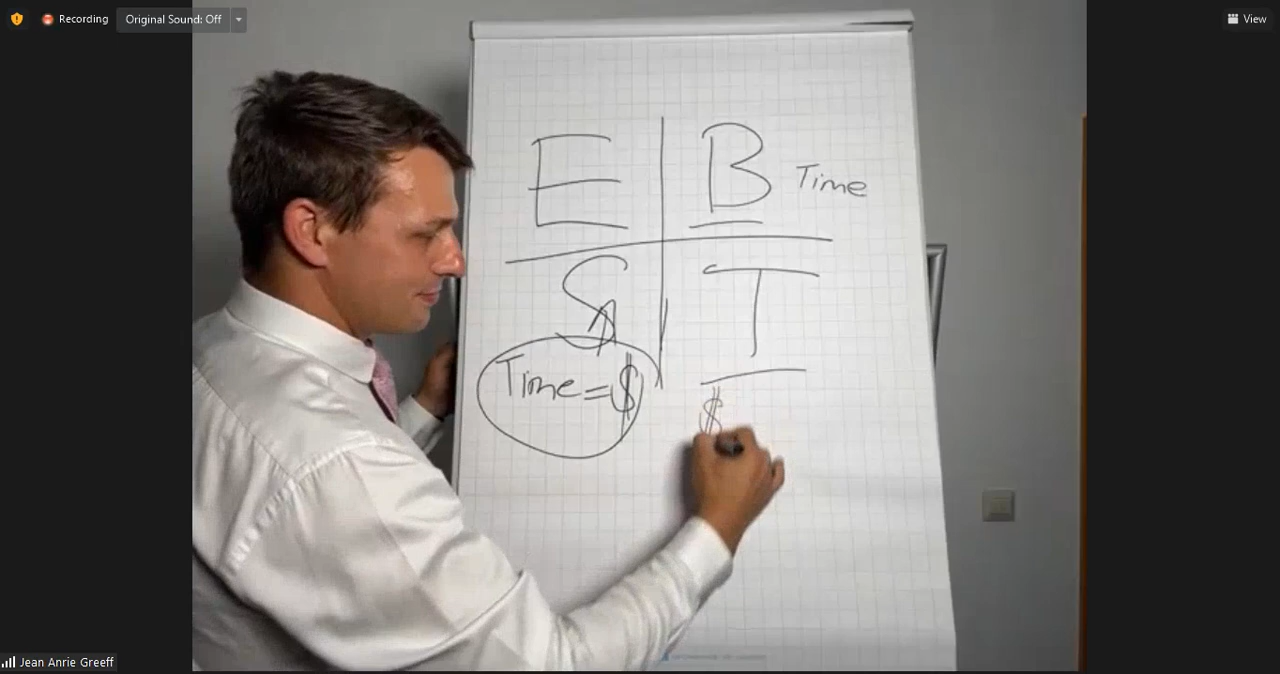 Recording
Original Sound: Off
View
E B Time
S T
Time = $
$
Jean Anrie Greeff